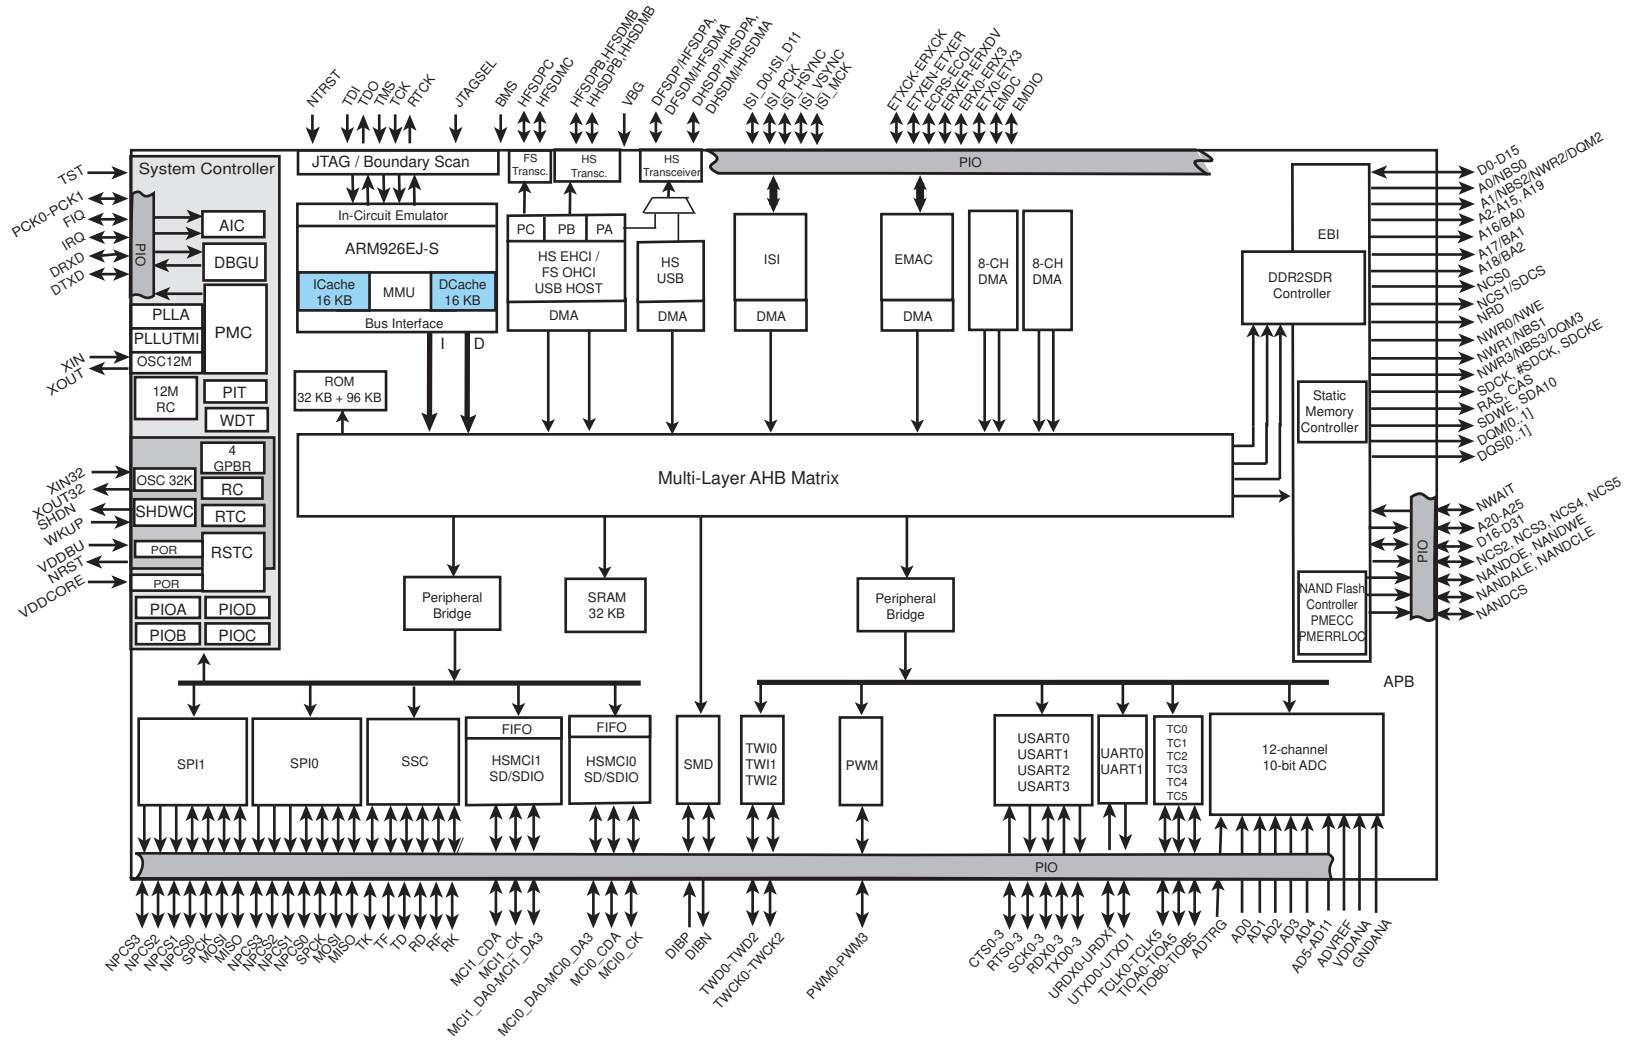 NTRST
TDI
TDO
TMS
TCK
RTCK
JTAGSEL
BMS
HFSDPC
HFSDMC
HFSDPB,HFSDMB
HHSDPB,HHSDMB
VBG
DFSDP/HFSDPA,
DFSDM/HFSDMA
DHSDP/HHSDPA,
DHSDM/HHSDMA
ISI_D0-ISI_D11
ISI_PCK
ISI_HSYNC
ISI_VSYNC
ISI_MCK
ETXCK-ERXCK
ETXEN-ETXER
ECRS-ECOL
ERXER-ERXDV
ERX0-ERX3
ETX0-ETX3
EMDC
EMDIO
TST
PCK0-PCK1
FIQ
IRQ
DRXD
DTXD
XIN
XOUT
XIN32
XOUT32
SHDN
WKUP
VDDBU
NRST
VDDCORE
System Controller
PIO
AIC
DBGU
PLLA
PLLUTMI
OSC12M
PMC
12M
RC
PIT
WDT
4
GPBR
OSC 32K
RC
SHDWC
RTC
POR
RSTC
POR
PIOA
PIOD
PIOB
PIOC
JTAG / Boundary Scan
In-Circuit Emulator
ARM926EJ-S
ICache
16 KB
MMU
DCache
16 KB
Bus Interface
I
D
ROM
32 KB + 96 KB
FS
Transc.
HS
Transc.
HS
Transceiver
PC
PB
PA
HS EHCI /
FS OHCI
USB HOST
DMA
HS
USB
DMA
PIO
ISI
DMA
EMAC
DMA
8-CH
DMA
8-CH
DMA
EBI
DDR2SDR
Controller
Static
Memory
Controller
NAND Flash
Controller
PMECC
PMERRLOC
PIO
D0-D15
A0/NBS0
A1/NBS2/NWR2/DQM2
A2-A15, A19
A16/BA0
A17/BA1
A18/BA2
NCS0
NCS1/SDCS
NRD
NWR0/NWE
NWR1/NBS1
NWR3/NBS3/DQM3
SDCK, #SDCK, SDCKE
RAS, CAS
SDWE, SDA10
DQM[0..1]
DQS[0..1]
NWAIT
A20-A25
D16-D31
NCS2, NCS3, NCS4, NCS5
NANDOE, NANDWE
NANDALE, NANDCLE
NANDCS
Multi-Layer AHB Matrix
Peripheral
Bridge
SRAM
32 KB
Peripheral
Bridge
APB
SPI1
SPI0
SSC
FIFO
HSMCI1
SD/SDIO
FIFO
HSMCI0
SD/SDIO
SMD
TWI0
TWI1
TWI2
PWM
USART0
USART1
USART2
USART3
UART0
UART1
TC0
TC1
TC2
TC3
TC4
TC5
12-channel
10-bit ADC
PIO
NPCS3
NPCS2
NPCS1
NPCS0
SPCK
MOSI
MISO
NPCS3
NPCS2
NPCS1
NPCS0
SPCK
MOSI
MISO
TK
TF
TD
RD
RF
RK
MCI1_CDA
MCI1_CK
MCI1_DA0-MCI1_DA3
MCI0_DA0-MCI0_DA3
MCI0_CDA
MCI0_CK
DIBP
DIBN
TWD0-TWD2
TWCK0-TWCK2
PWM0-PWM3
CTS0-3
RTS0-3
SCK0-3
RDX0-3
TXD0-3
URDX0-URDX1
UTXD0-UTXD1
TCLK0-TCLK5
TIOA0-TIOA5
TIOB0-TIOB5
ADTRG
AD0
AD1
AD2
AD3
AD4
AD5-AD11
ADVREF
VDDANA
GNDANA